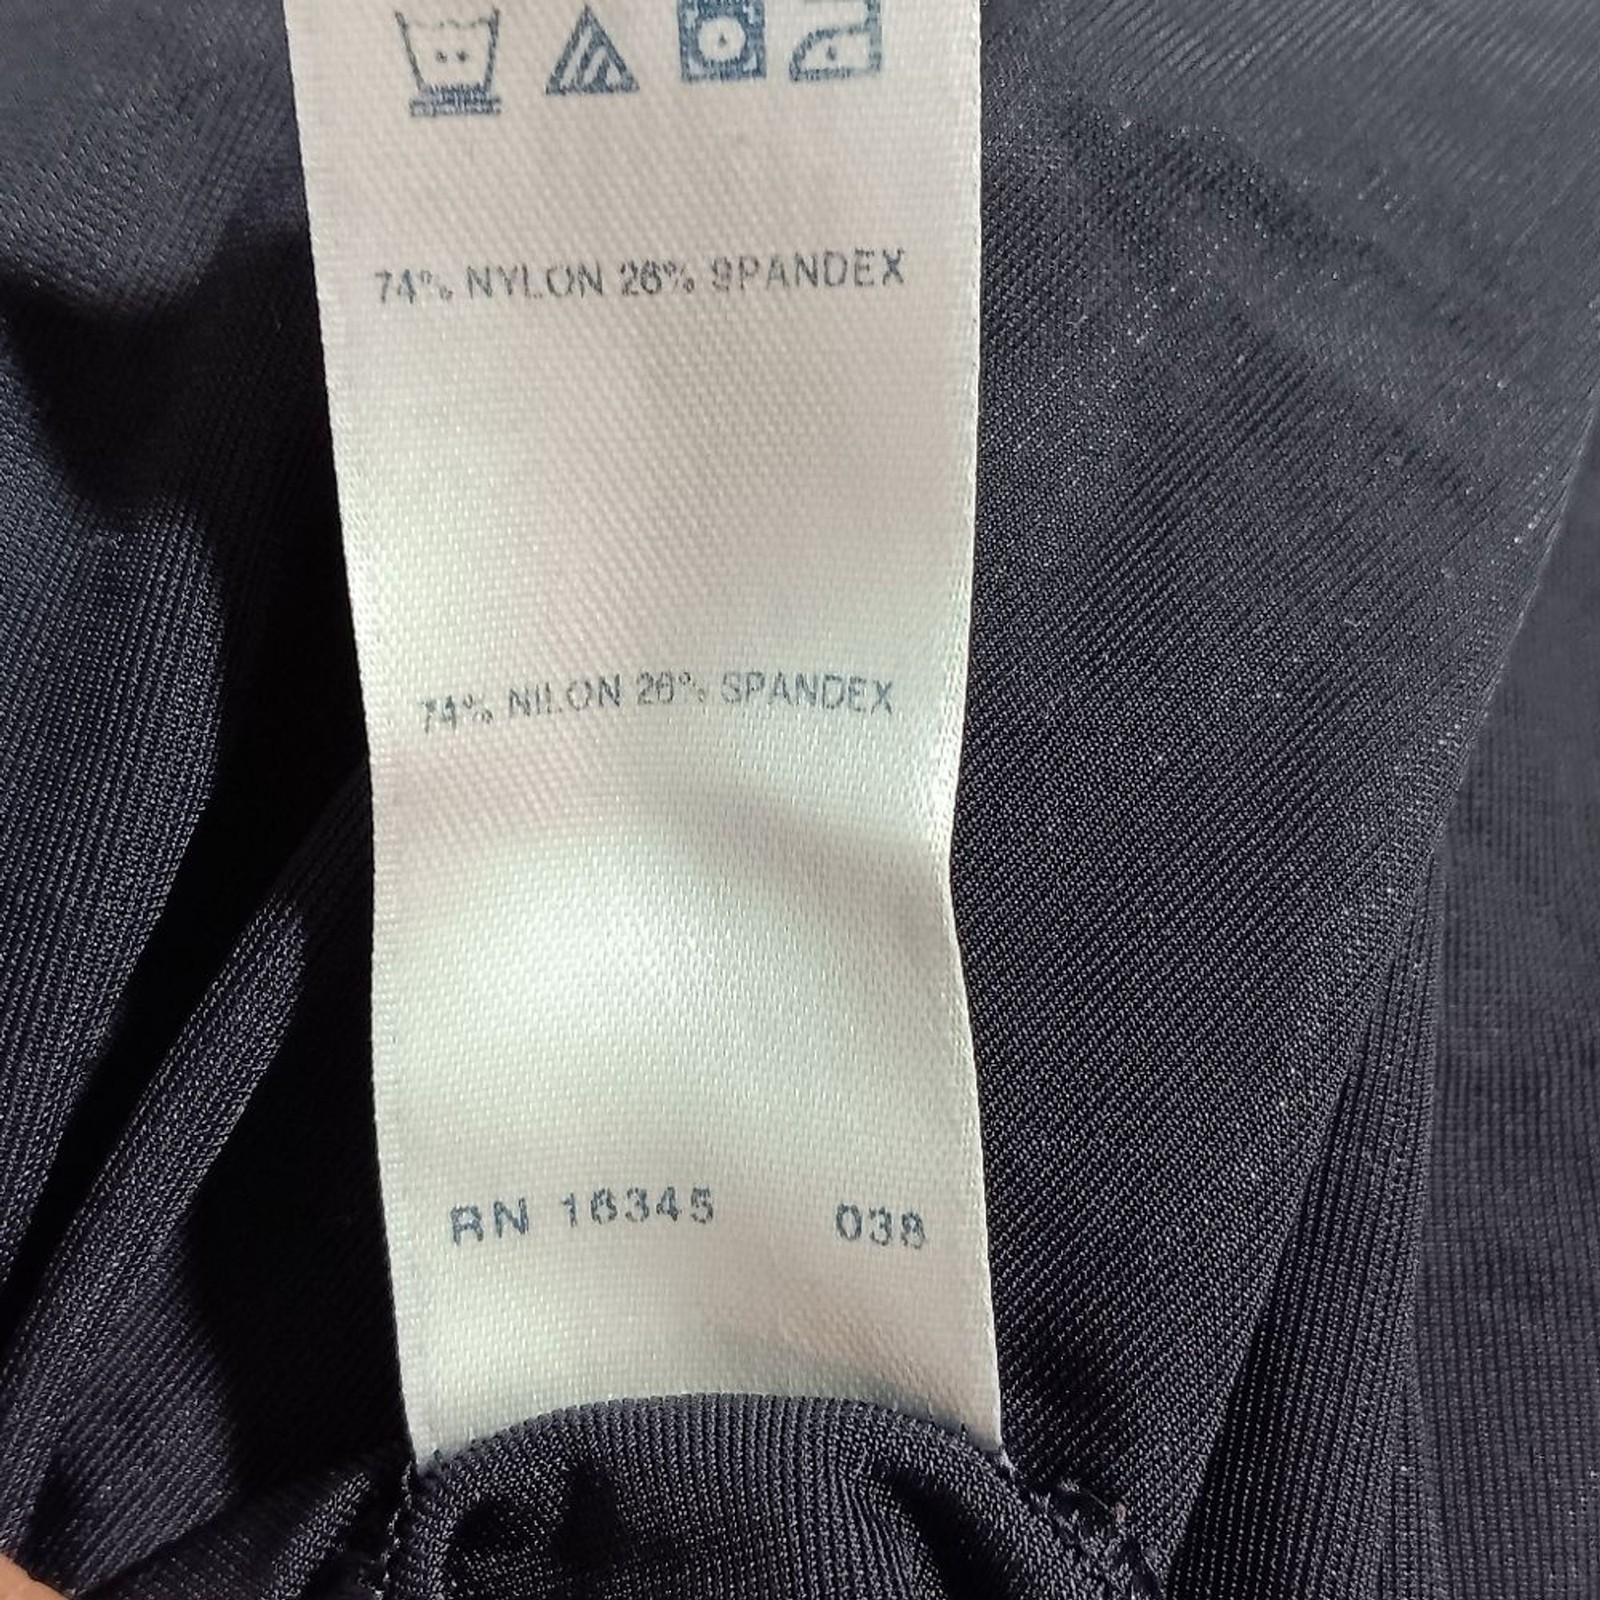 74% NYLON 26% SPANDEX
74% NILON 26% SPANDEX
RN 16345 038